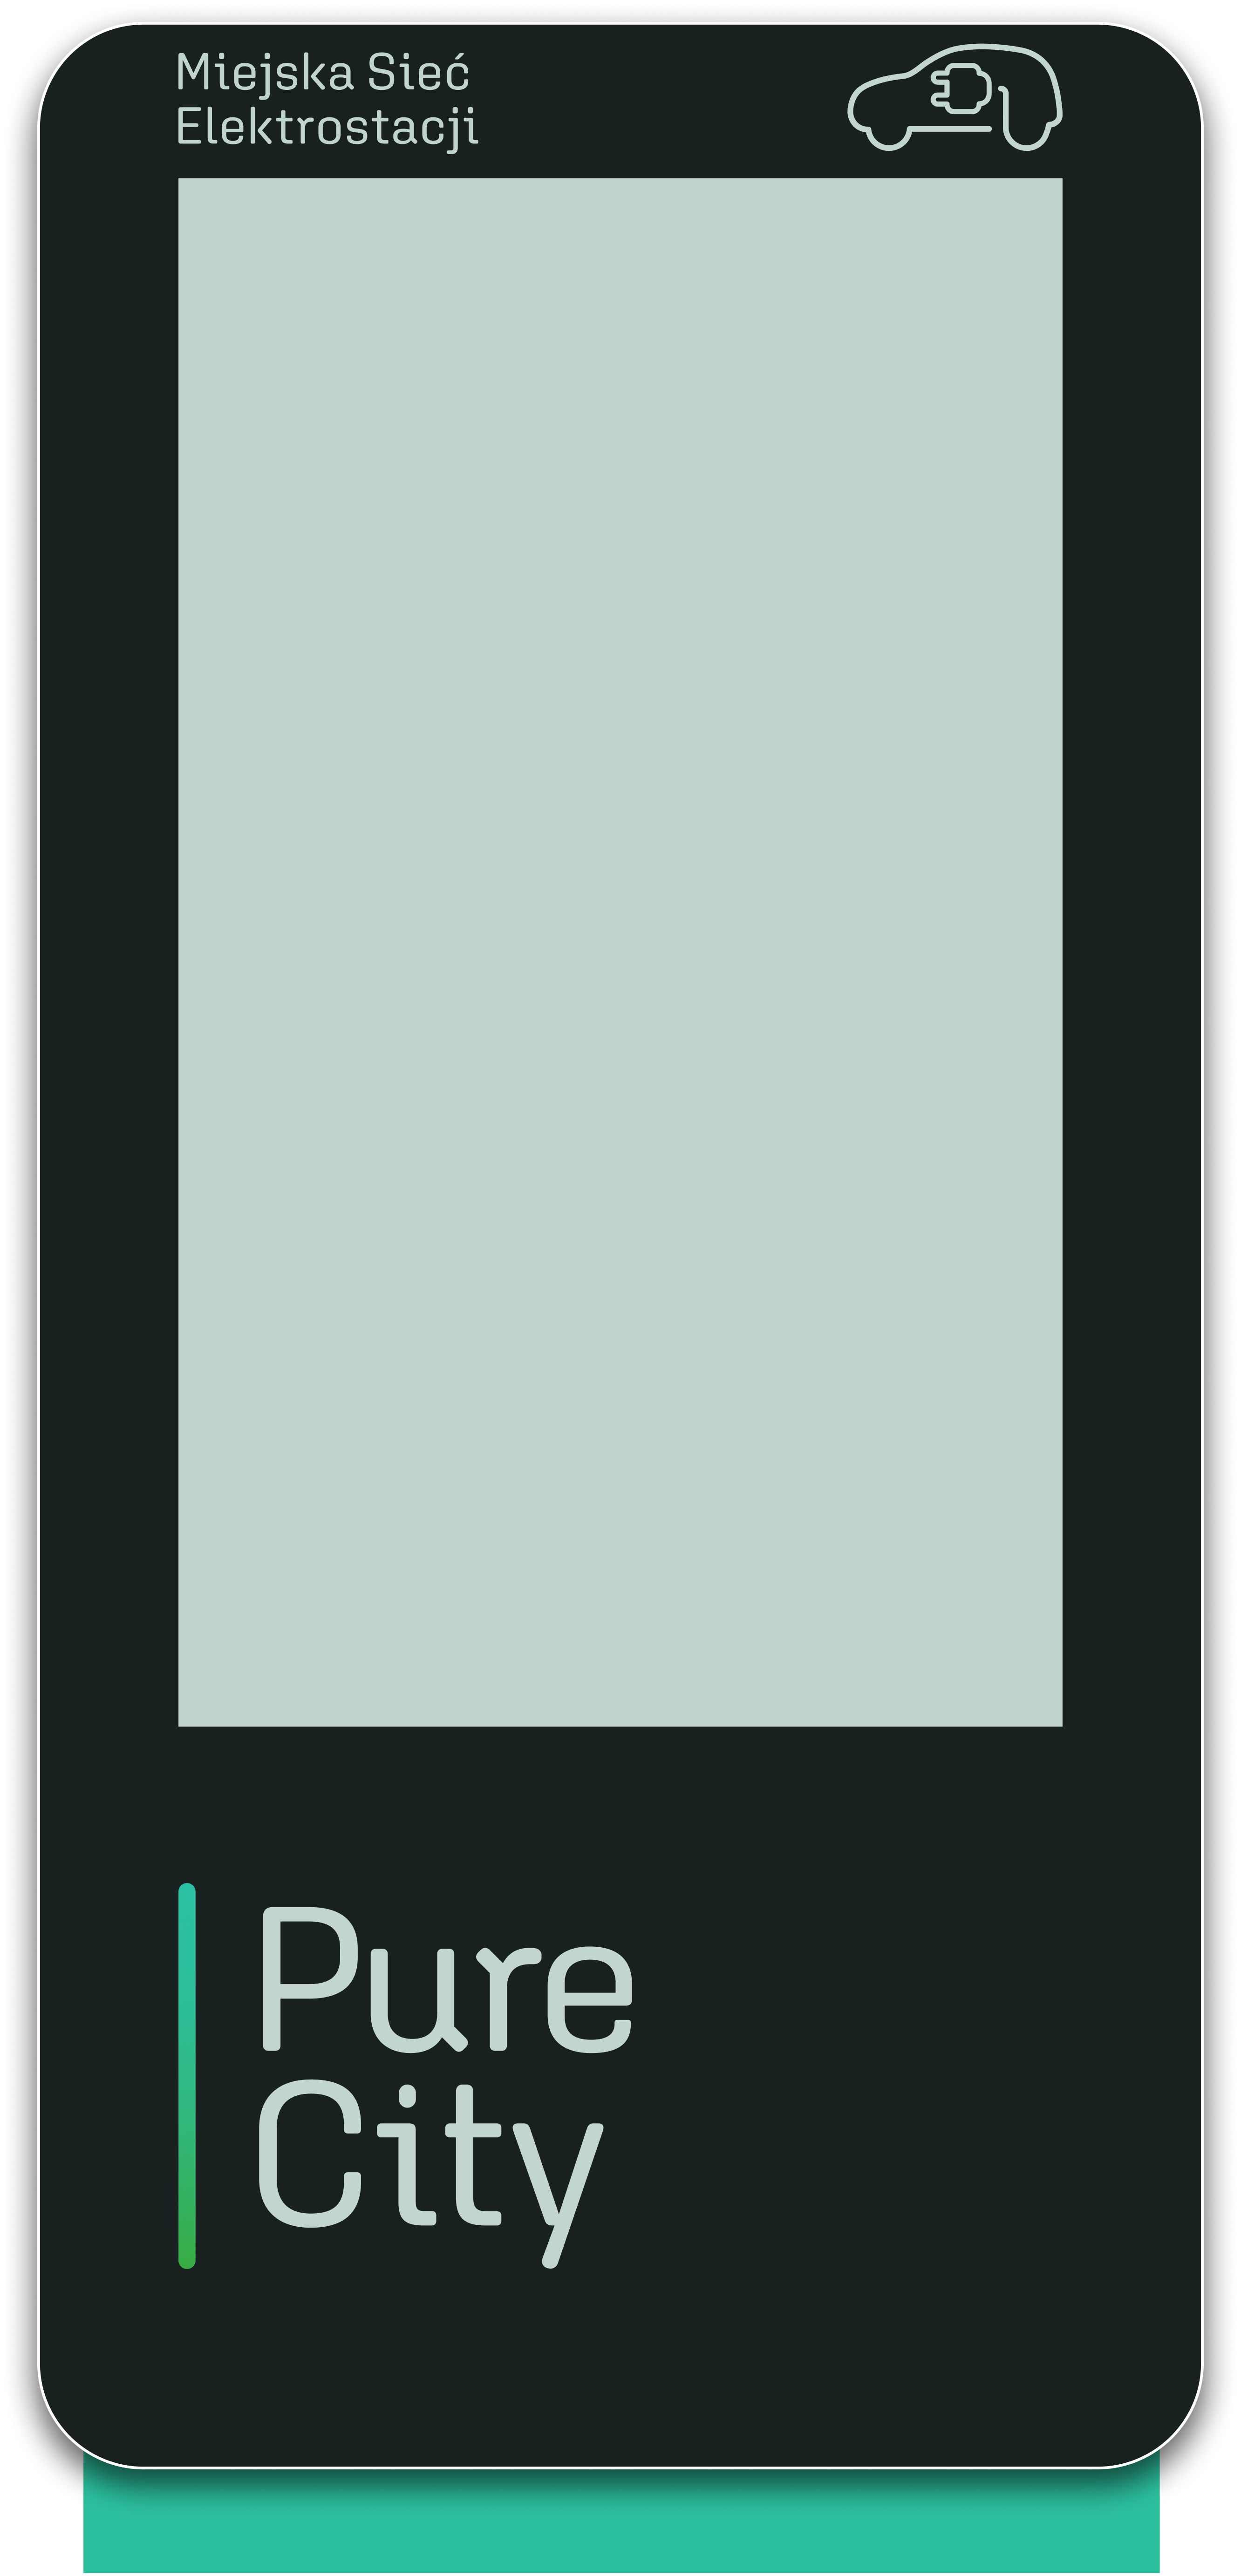 Miejska Sieć
Elektrostacji
Pure
City